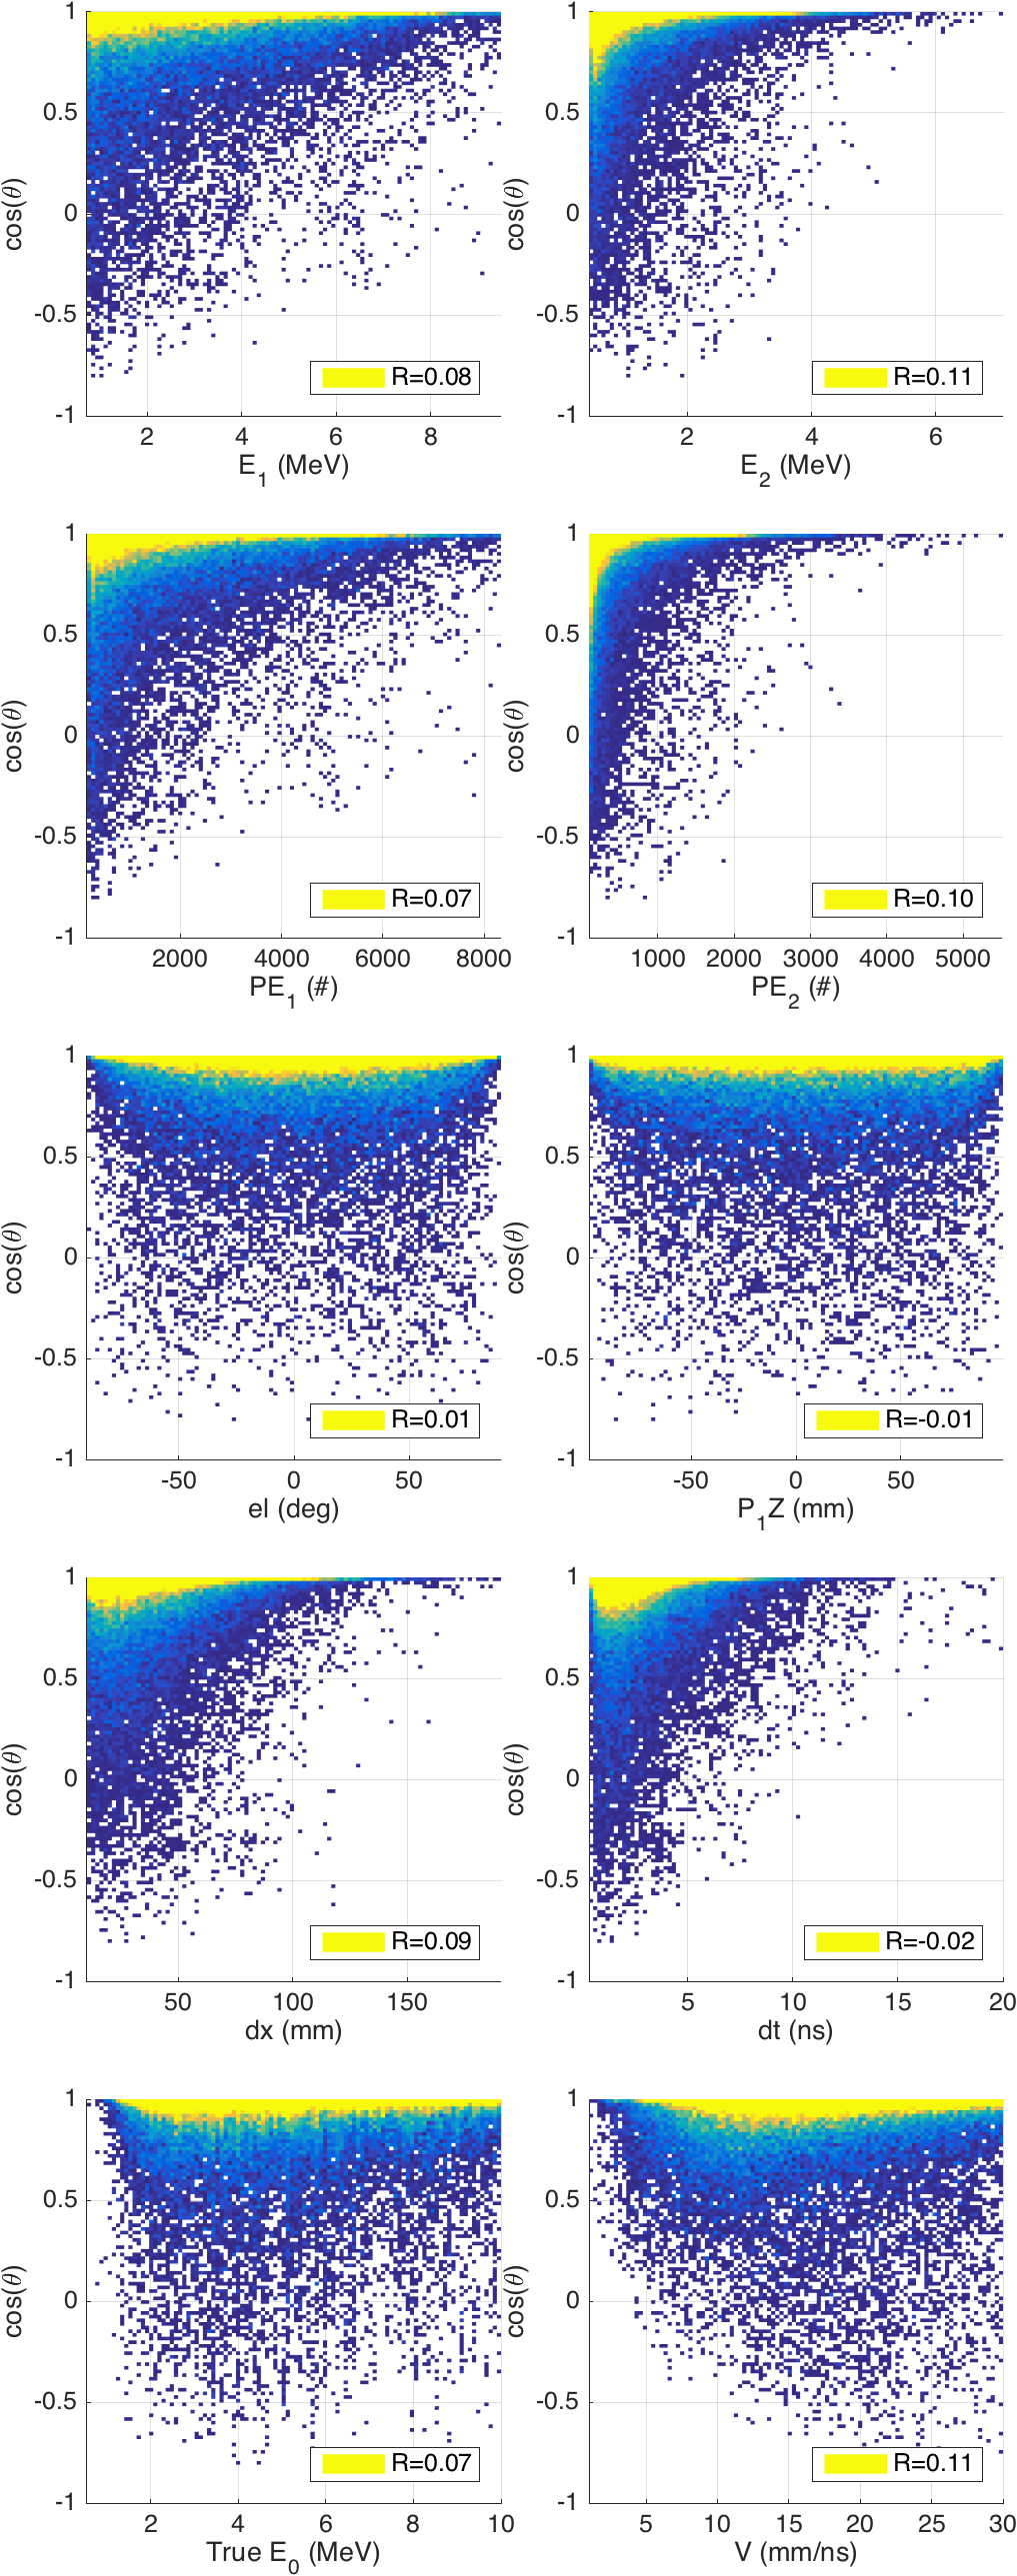 1
0.5
0
-0.5
-1
cos(θ)
2 4 6 8
E1 (MeV)
R=0.08
1
0.5
0
-0.5
-1
cos(θ)
2 4 6
E2 (MeV)
R=0.11
1
0.5
0
-0.5
-1
cos(θ)
2000 4000 6000 8000
PE1 (#)
R=0.07
1
0.5
0
-0.5
-1
cos(θ)
1000 2000 3000 4000 5000
PE2 (#)
R=0.10
1
0.5
0
-0.5
-1
cos(θ)
-50 0 50
el (deg)
R=0.01
1
0.5
0
-0.5
-1
cos(θ)
-50 0 50
P1Z (mm)
R=-0.01
1
0.5
0
-0.5
-1
cos(θ)
50 100 150
dx (mm)
R=0.09
1
0.5
0
-0.5
-1
cos(θ)
5 10 15 20
dt (ns)
R=-0.02
1
0.5
0
-0.5
-1
cos(θ)
2 4 6 8 10
True E0 (MeV)
R=0.07
1
0.5
0
-0.5
-1
cos(θ)
5 10 15 20 25 30
V (mm/ns)
R=0.11